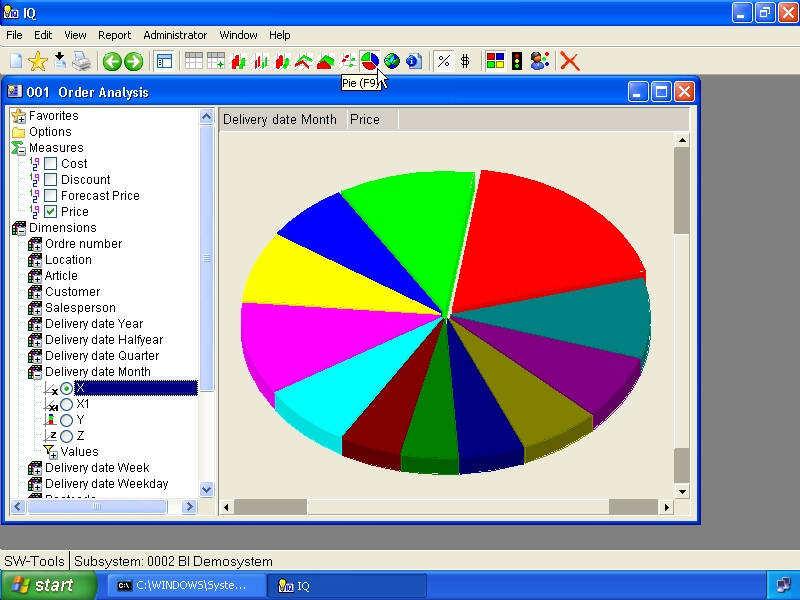 IQ
File Edit View Report Administrator Window Help
% $
Pie (F9)
001 Order Analysis
Favorites
Options
Measures
Cost
Discount
Forecast Price
Price
Dimensions
Ordre number
Location
Article
Customer
Salesperson
Delivery date Year
Delivery date Halfyear
Delivery date Quarter
Delivery date Month
X
X1
Y
Z
Values
Delivery date Week
Delivery date Weekday
Delivery date Month Price
SW-Tools Subsystem: 0002 BI Demosystem
start C:\WINDOWS\Syste... IQ